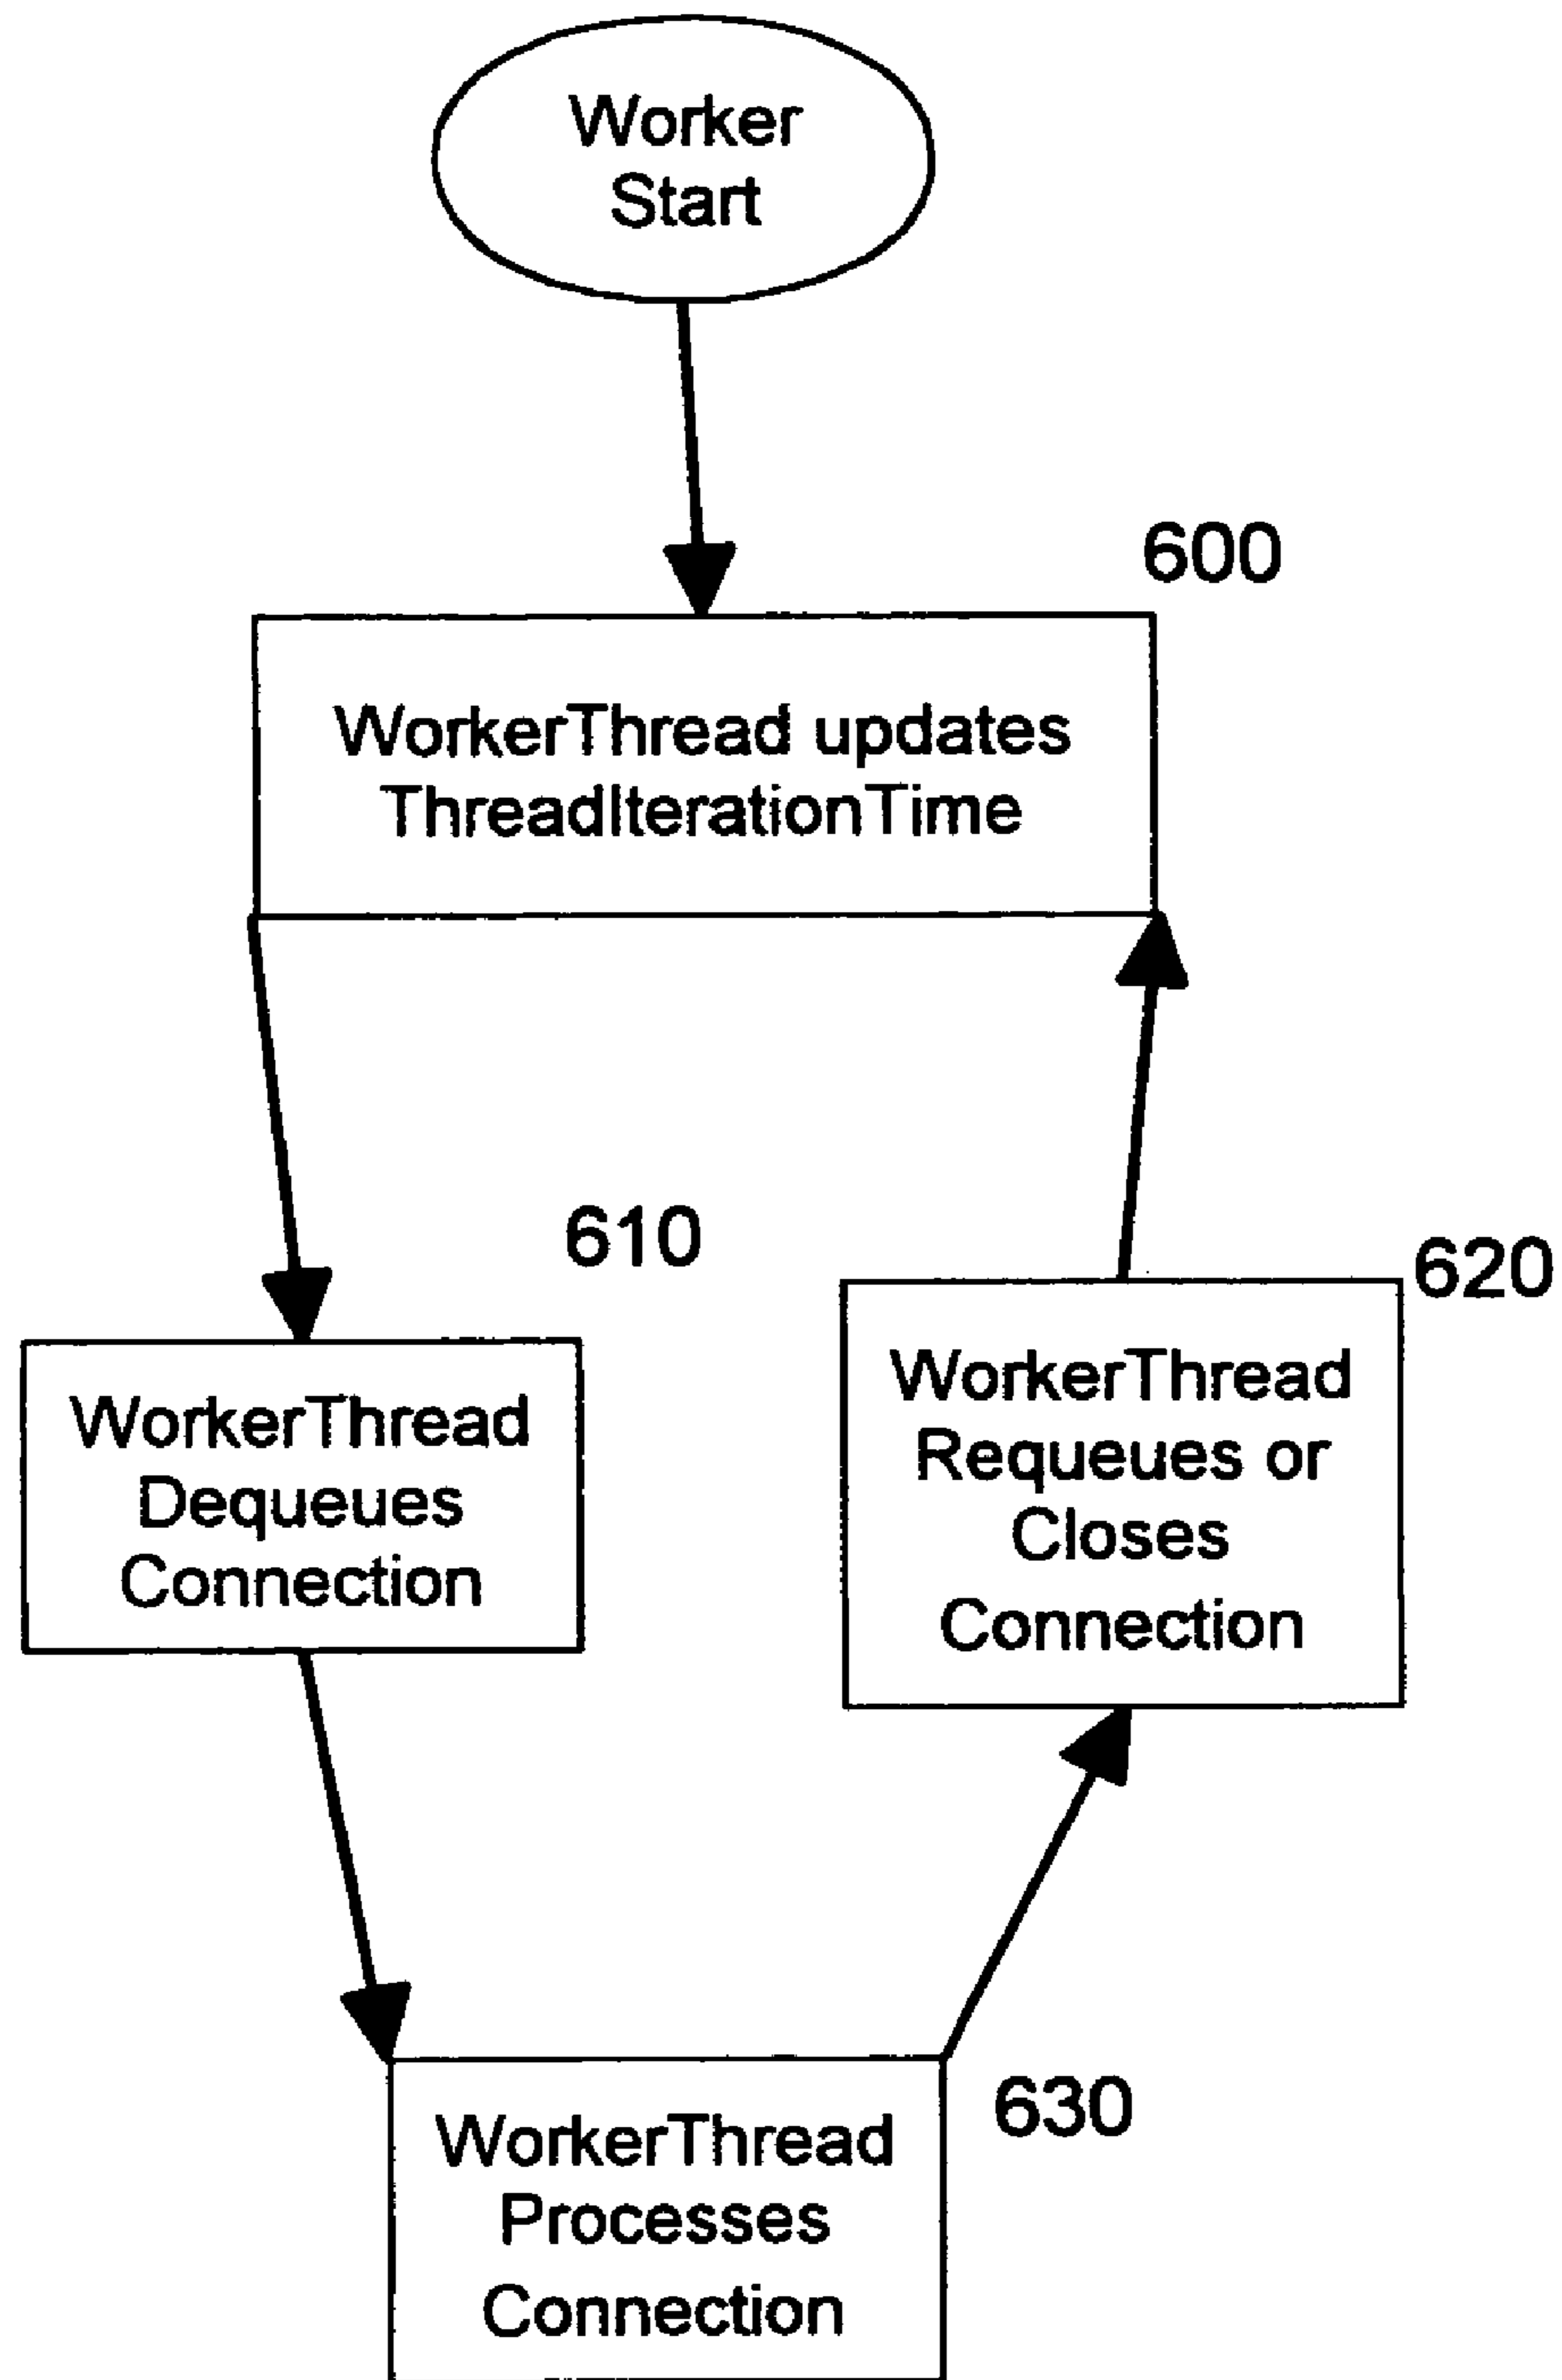 Worker
Start
600
WorkerThread updates
ThreadIterationTime
610
620
WorkerThread
Dequeues
Connection
WorkerThread
Requeues or
Closes
Connection
630
WorkerThread
Processes
Connection